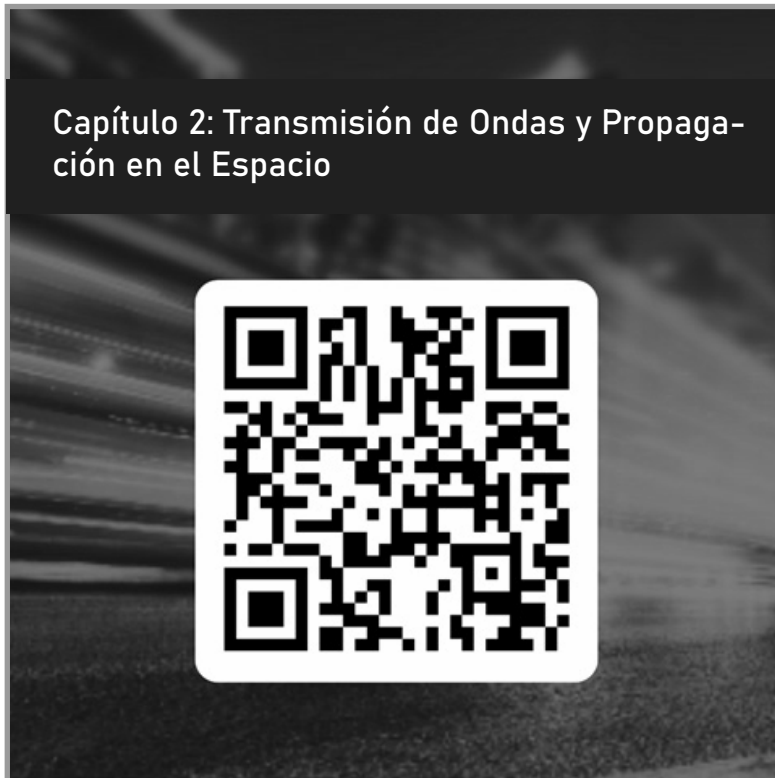 Capítulo 2: Transmisión de Ondas y Propaga-
ción en el Espacio